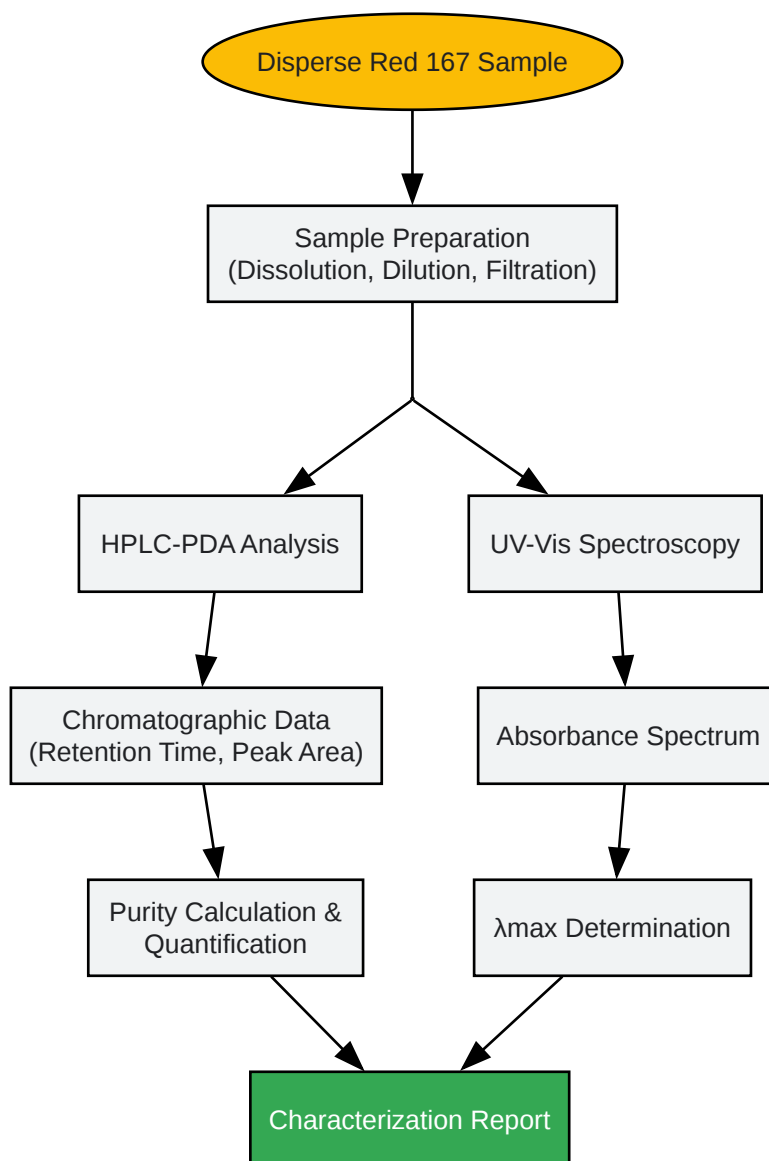 Disperse Red 167 Sample
Sample Preparation
(Dissolution, Dilution, Filtration)
HPLC-PDA Analysis
UV-Vis Spectroscopy
Chromatographic Data
(Retention Time, Peak Area)
Absorbance Spectrum
Purity Calculation &
Quantification
λmax Determination
Characterization Report